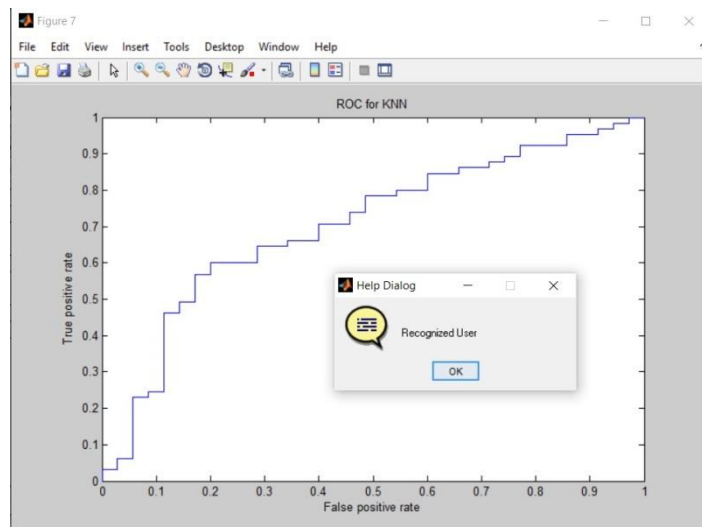 Figure 7
File Edit View Insert Tools Desktop Window Help
ROC for KNN
1
0.9
0.8
0.7
0.6
0.5
0.4
0.3
0.2
0.1
0
True positive rate
Help Dialog
Recognized User
OK
0 0.1 0.2 0.3 0.4 0.5 0.6 0.7 0.8 0.9 1
False positive rate